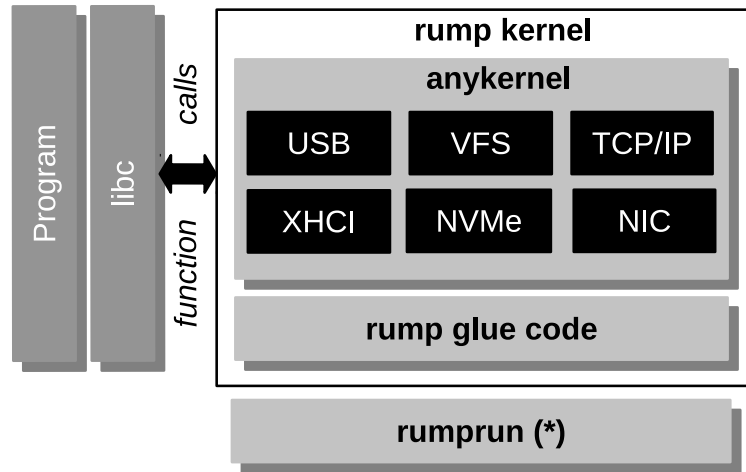 Program
libc
function calls
rump kernel
anykernel
USB VFS TCP/IP
XHCI NVMe NIC
rump glue code
rumprun (*)